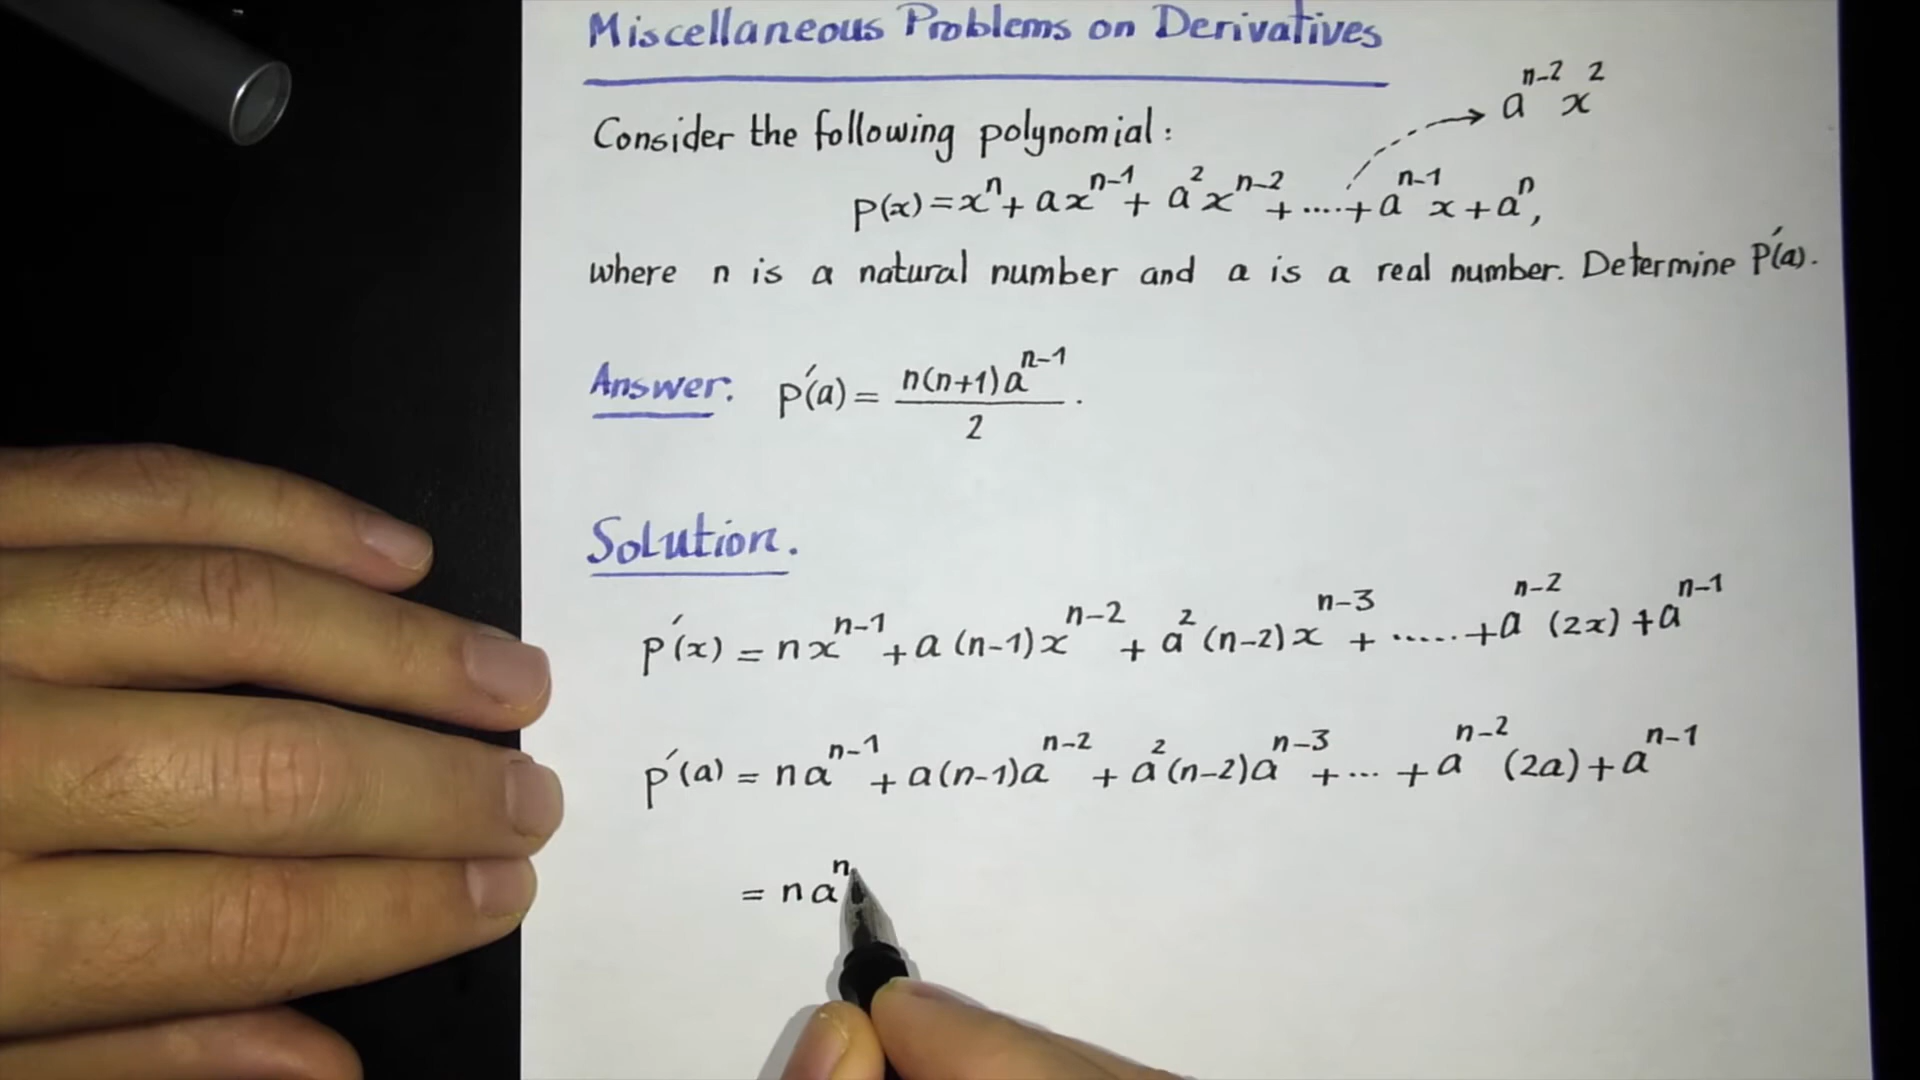 Miscellaneous Problems on Derivatives
Consider the following polynomial:
a^{n-2} x^2
P(x) = x^n + ax^{n-1} + a^2 x^{n-2} + .... + a^{n-1} x + a^n,
where n is a natural number and a is a real number. Determine P'(a).
Answer: P'(a) = \frac{n(n+1)a^{n-1}}{2}.
Solution.
P'(x) = nx^{n-1} + a(n-1)x^{n-2} + a^2(n-2)x^{n-3} + ...... + a^{n-2}(2x) + a^{n-1}
P'(a) = na^{n-1} + a(n-1)a^{n-2} + a^2(n-2)a^{n-3} + ... + a^{n-2}(2a) + a^{n-1}
= na^n